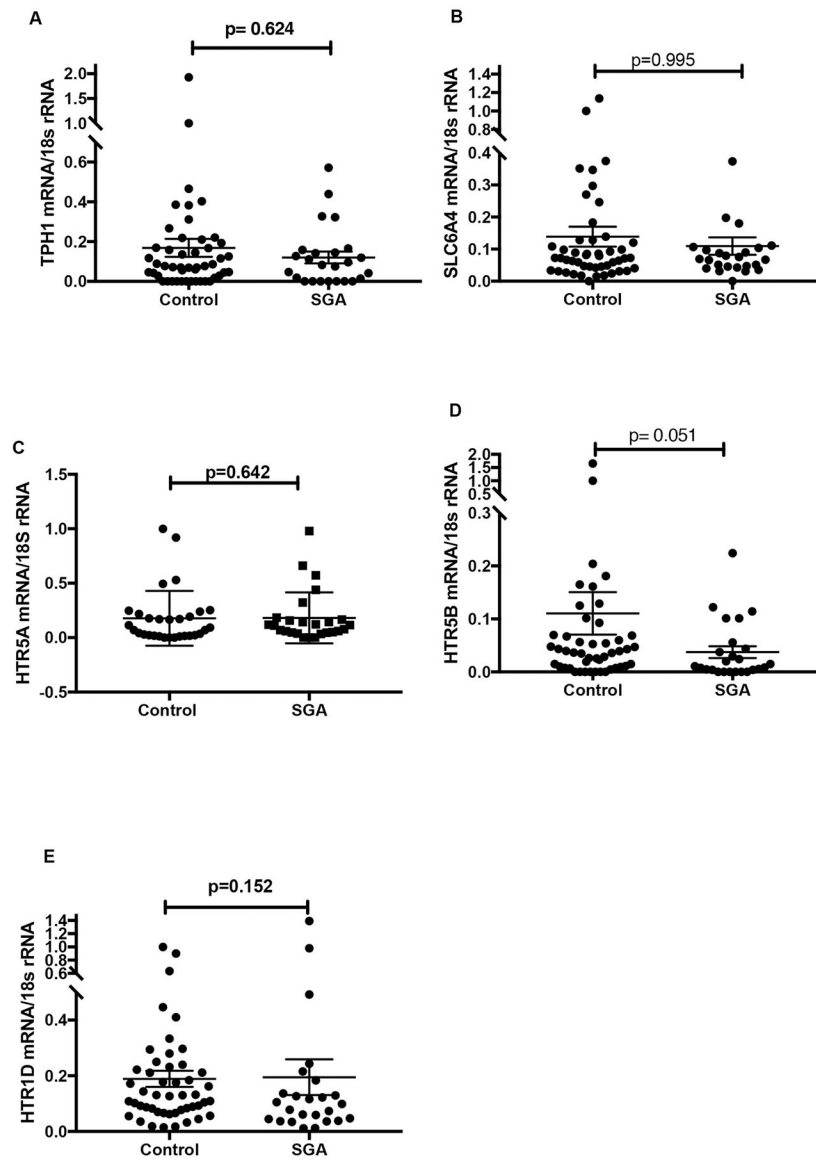 A
p= 0.624
TPH1 mRNA/18s rRNA
2.0
1.5
1.0
0.6
0.4
0.2
0.0
Control
SGA
B
p=0.995
SLC6A4 mRNA/18s rRNA
1.4
1.2
1.0
0.8
0.4
0.3
0.2
0.1
0.0
Control
SGA
C
p=0.642
HTR5A mRNA/18S rRNA
1.5
1.0
0.5
0.0
-0.5
Control
SGA
D
p= 0.051
HTR5B mRNA/18s rRNA
2.0
1.5
1.0
0.5
0.3
0.2
0.1
0.0
Control
SGA
E
p=0.152
HTR1D mRNA/18s rRNA
1.4
1.2
1.0
0.8
0.6
0.4
0.2
0.0
Control
SGA